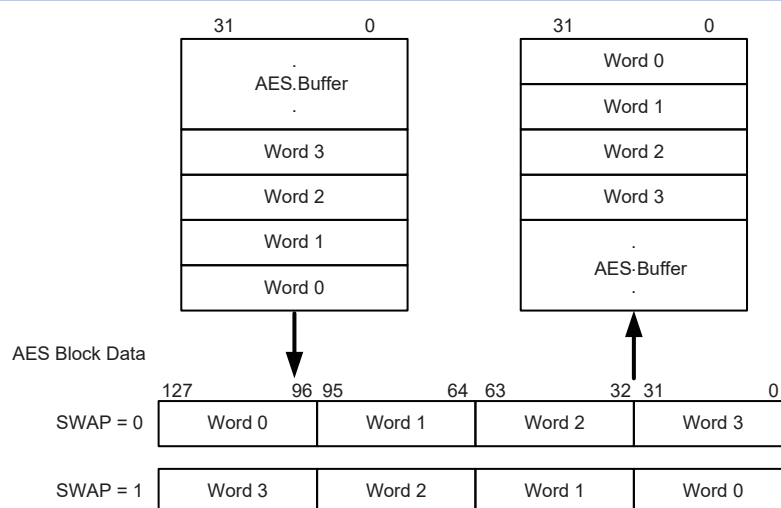 31 0
31 0
.
AES Buffer
.
Word 3
Word 2
Word 1
Word 0
Word 0
Word 1
Word 2
Word 3
.
AES Buffer
.
AES Block Data
127 96 95 64 63 32 31 0
SWAP = 0 Word 0 Word 1 Word 2 Word 3
SWAP = 1 Word 3 Word 2 Word 1 Word 0